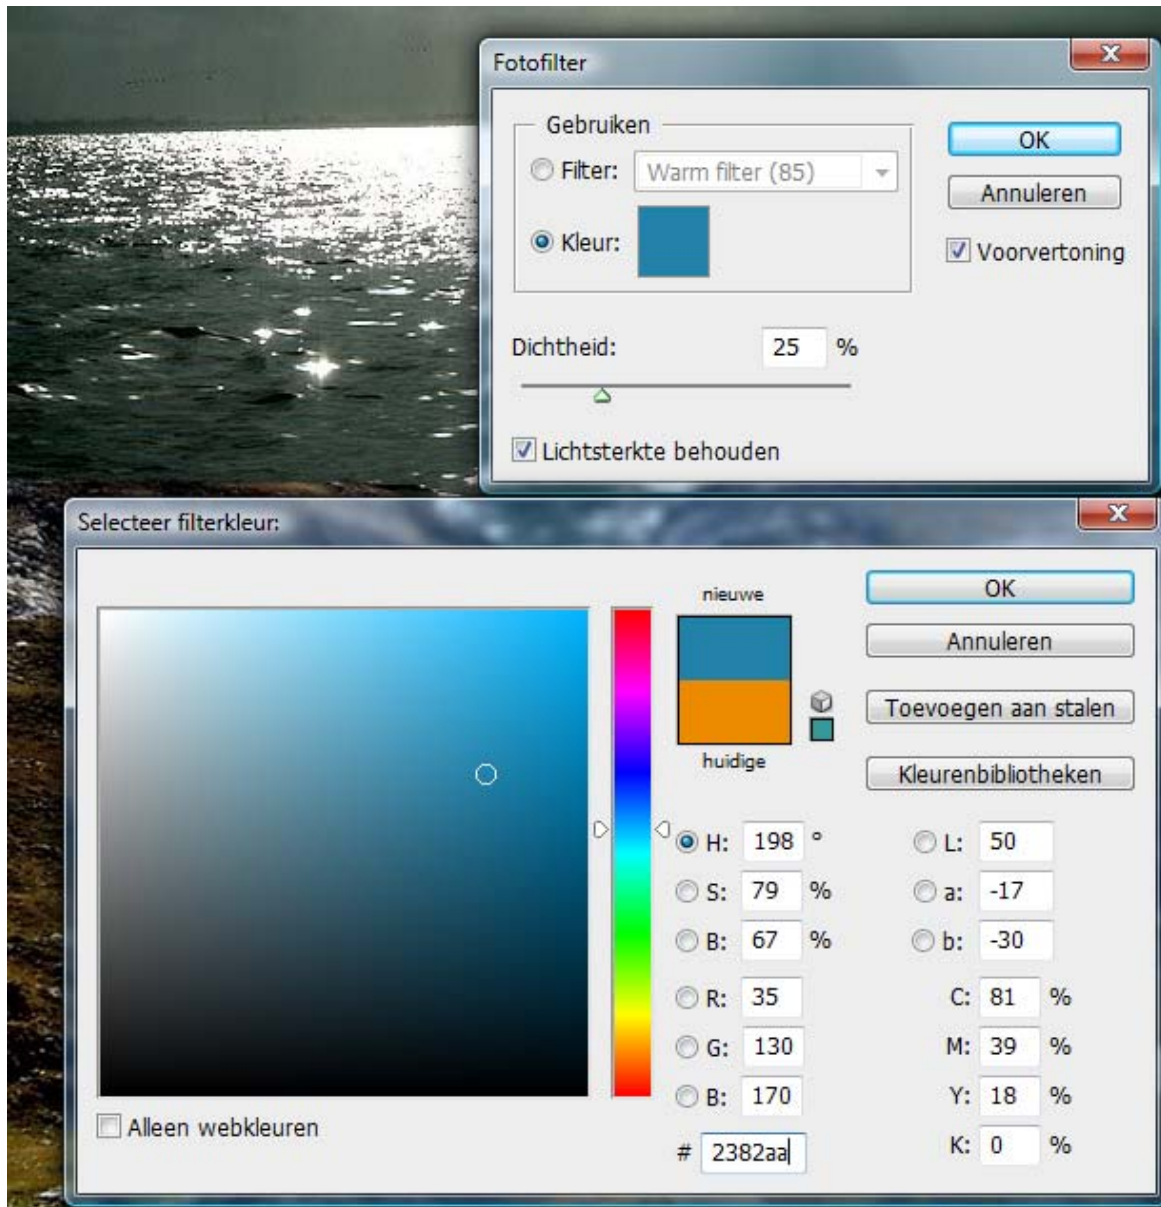 Fotofilter
Gebruiken
Filter: Warm filter (85)
Kleur:
OK
Annuleren
Voorvertoning
Dichtheid: 25 %
Lichtsterkte behouden
Selecteer filterkleur:
nieuwe
huidige
OK
Annuleren
Toevoegen aan stalen
Kleurenbibliotheken
H: 198 °
S: 79 %
B: 67 %
R: 35
G: 130
B: 170
# 2382aa
L: 50
a: -17
b: -30
C: 81 %
M: 39 %
Y: 18 %
K: 0 %
Alleen webkleuren